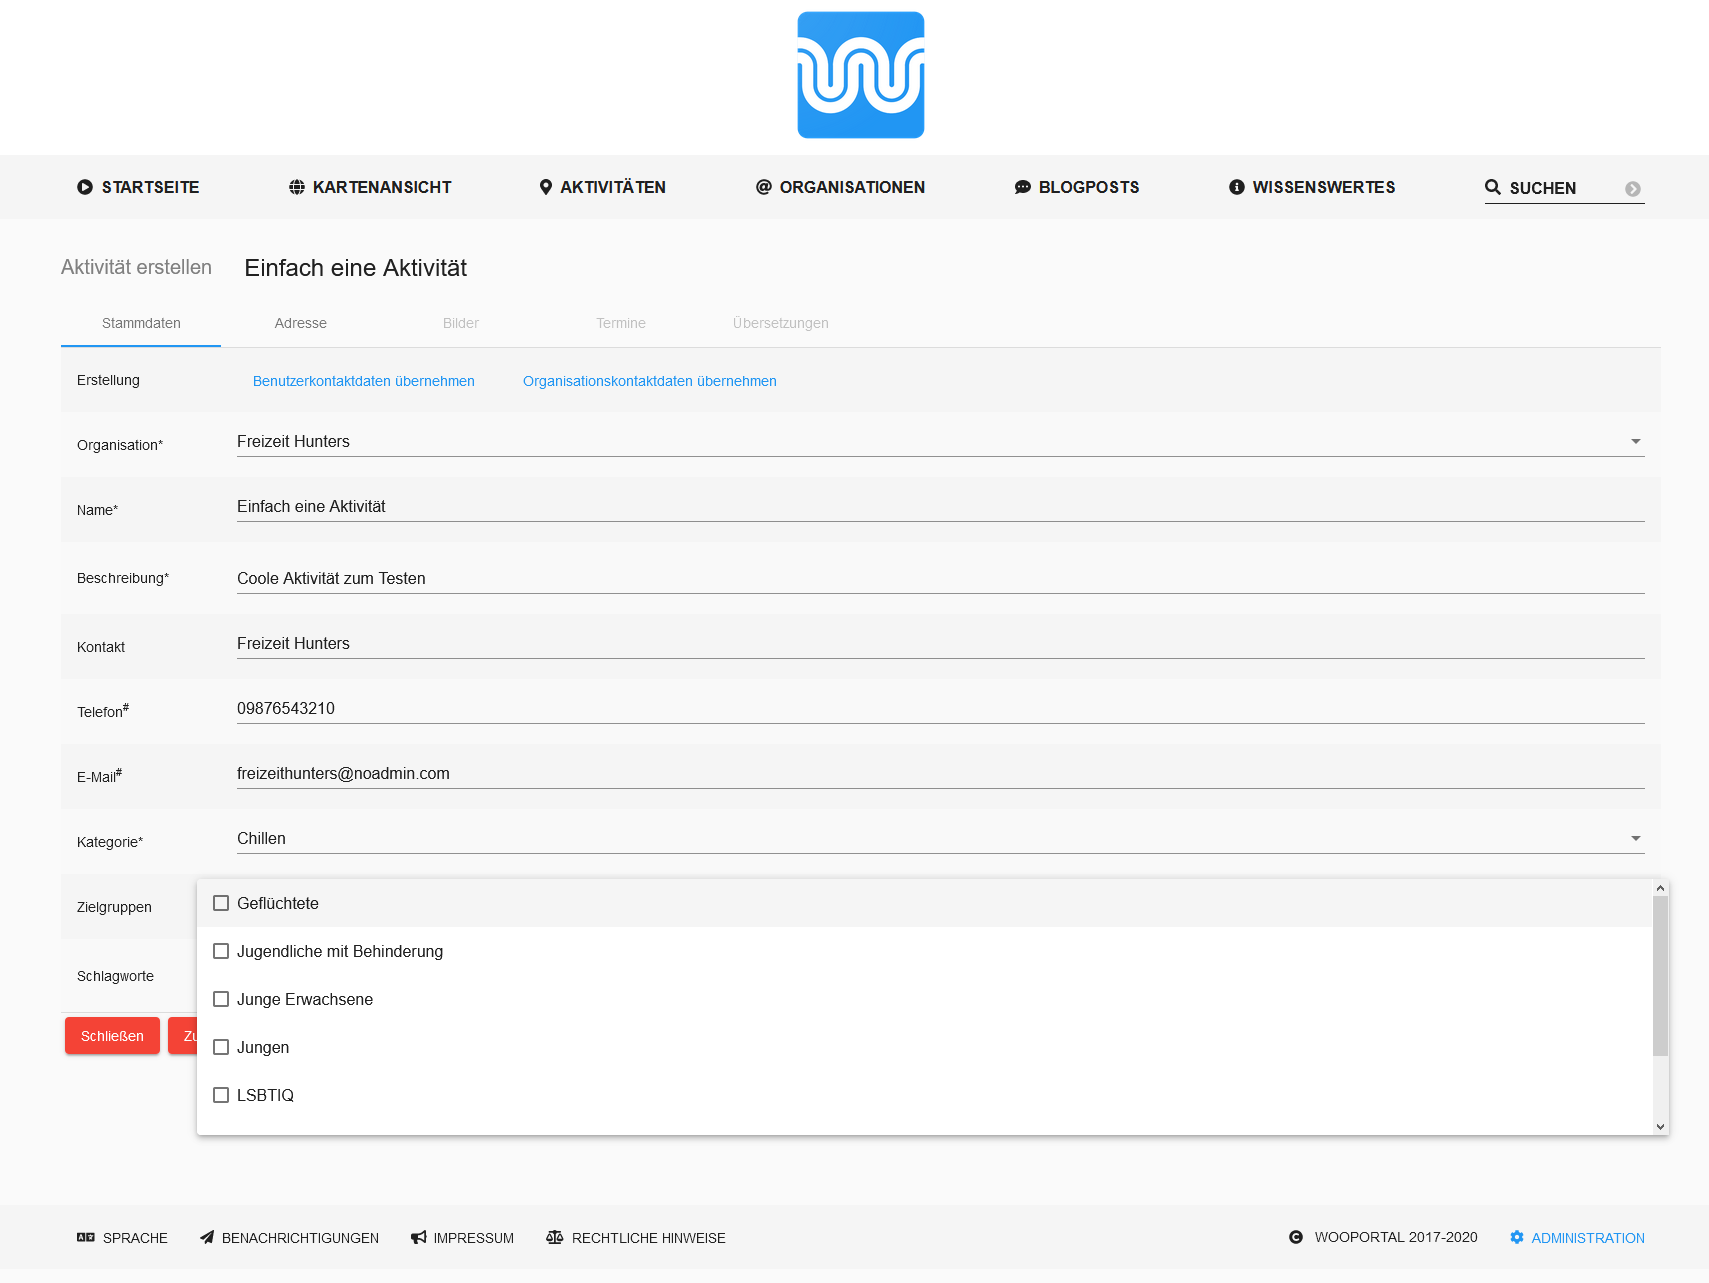 STARTSEITE KARTENANSICHT AKTIVITÄTEN @ ORGANISATIONEN BLOGPOSTS WISSENSWERTES SUCHEN
Aktivität erstellen Einfach eine Aktivität
Stammdaten Adresse Bilder Termine Übersetzungen
Erstellung Benutzerkontaktdaten übernehmen Organisationskontaktdaten übernehmen
Organisation* Freizeit Hunters
Name* Einfach eine Aktivität
Beschreibung* Coole Aktivität zum Testen
Kontakt Freizeit Hunters
Telefon# 09876543210
E-Mail# freizeithunters@noadmin.com
Kategorie* Chillen
Zielgruppen Geflüchtete
Jugendliche mit Behinderung
Schlagworte
Junge Erwachsene
Schließen Zu
Jungen
LSBTIQ
SPRACHE BENACHRICHTIGUNGEN IMPRESSUM RECHTLICHE HINWEISE WOOPORTAL 2017-2020 ADMINISTRATION